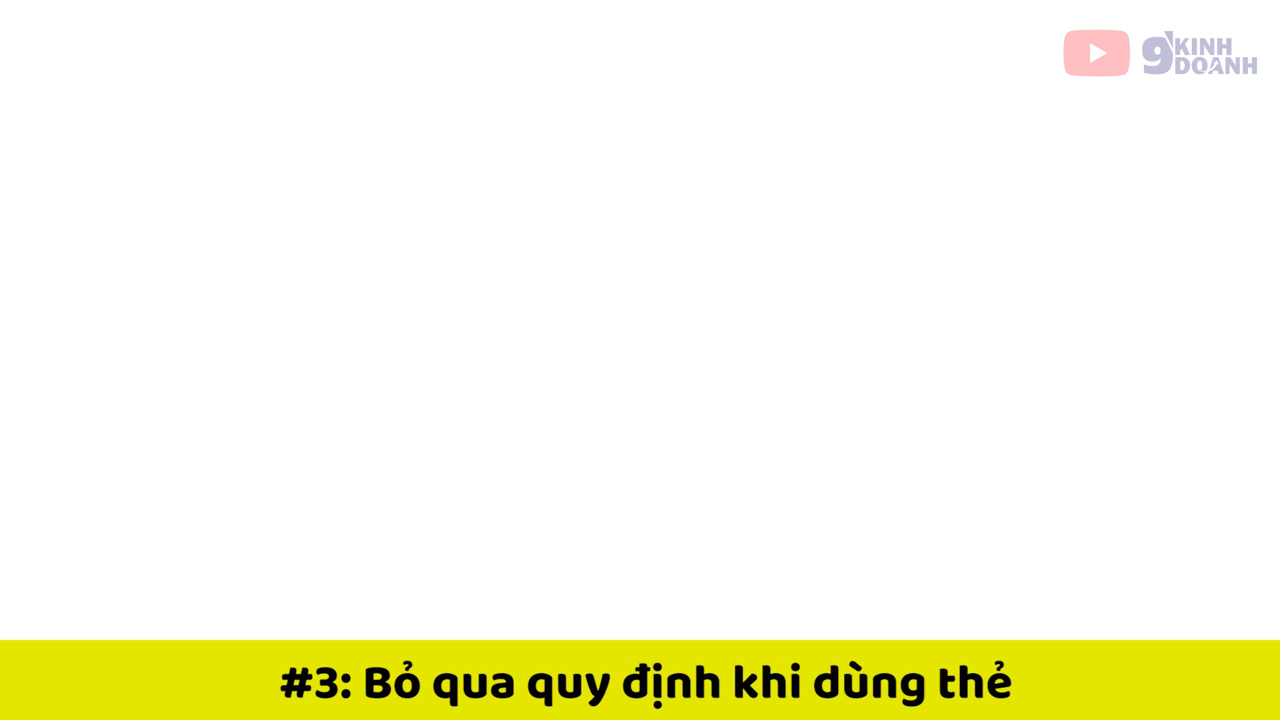 9' KINH
DOANH
#3: Bỏ qua quy định khi dùng thẻ